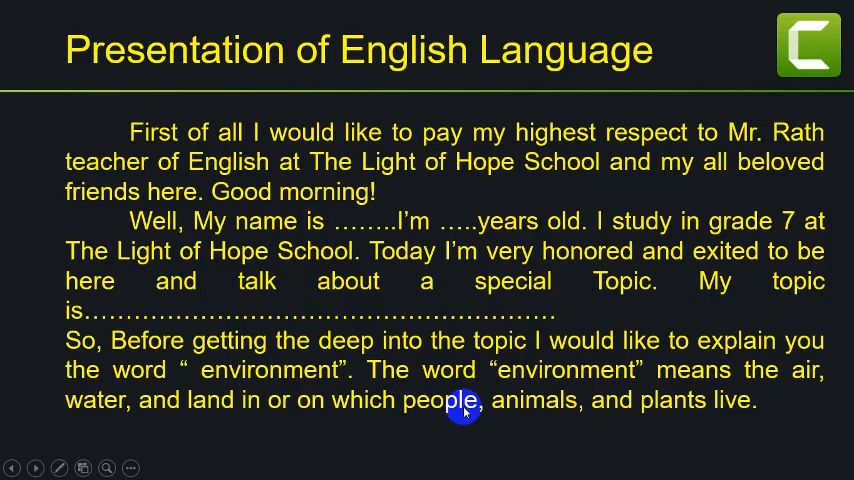 Presentation of English Language
First of all I would like to pay my highest respect to Mr. Rath
teacher of English at The Light of Hope School and my all beloved
friends here. Good morning!
Well, My name is ........I'm .....years old. I study in grade 7 at
The Light of Hope School. Today I'm very honored and exited to be
here and talk about a special Topic. My topic
is......................................................
So, Before getting the deep into the topic I would like to explain you
the word “ environment”. The word “environment” means the air,
water, and land in or on which people, animals, and plants live.